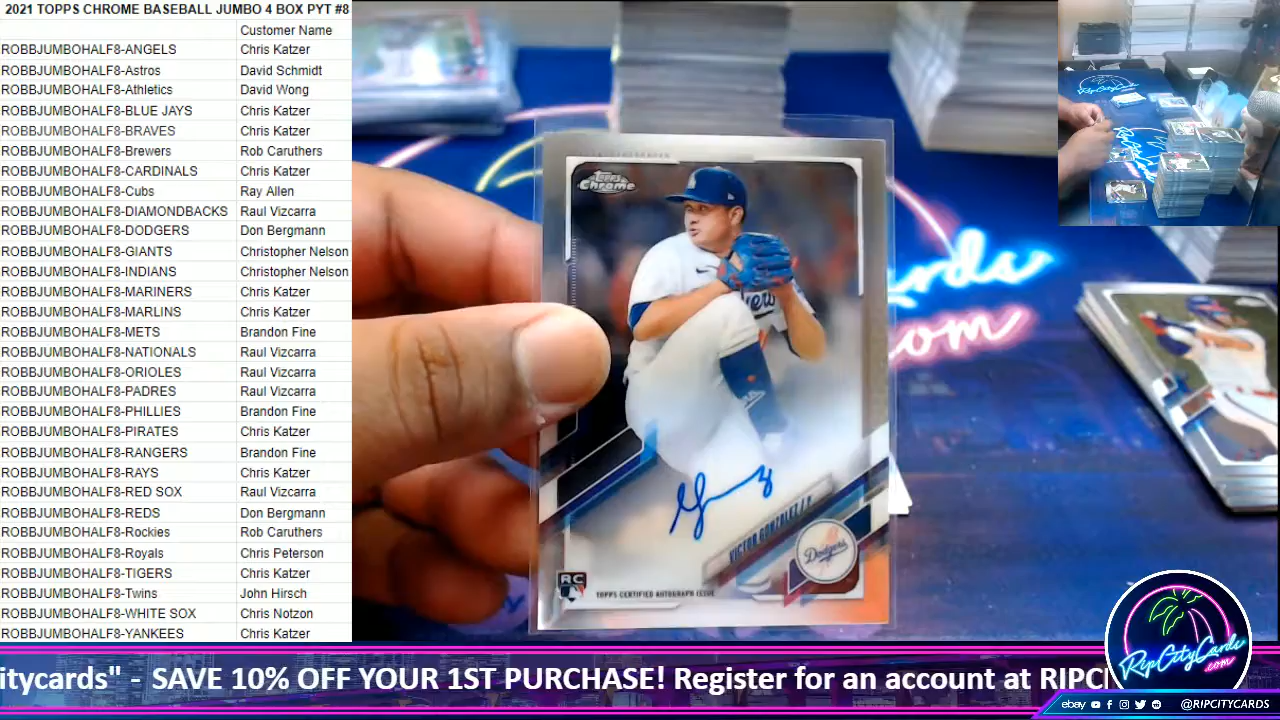 2021 TOPPS CHROME BASEBALL JUMBO 4 BOX PYT #8
Customer Name
ROBBJUMBOHALF8-ANGELS Chris Katzer
ROBBJUMBOHALF8-Astros David Schmidt
ROBBJUMBOHALF8-Athletics David Wong
ROBBJUMBOHALF8-BLUE JAYS Chris Katzer
ROBBJUMBOHALF8-BRAVES Chris Katzer
ROBBJUMBOHALF8-Brewers Rob Caruthers
ROBBJUMBOHALF8-CARDINALS Chris Katzer
ROBBJUMBOHALF8-Cubs Ray Allen
ROBBJUMBOHALF8-DIAMONDBACKS Raul Vizcarra
ROBBJUMBOHALF8-DODGERS Don Bergmann
ROBBJUMBOHALF8-GIANTS Christopher Nelson
ROBBJUMBOHALF8-INDIANS Christopher Nelson
ROBBJUMBOHALF8-MARINERS Chris Katzer
ROBBJUMBOHALF8-MARLINS Chris Katzer
ROBBJUMBOHALF8-METS Brandon Fine
ROBBJUMBOHALF8-NATIONALS Raul Vizcarra
ROBBJUMBOHALF8-ORIOLES Raul Vizcarra
ROBBJUMBOHALF8-PADRES Raul Vizcarra
ROBBJUMBOHALF8-PHILLIES Brandon Fine
ROBBJUMBOHALF8-PIRATES Chris Katzer
ROBBJUMBOHALF8-RANGERS Brandon Fine
ROBBJUMBOHALF8-RAYS Chris Katzer
ROBBJUMBOHALF8-RED SOX Raul Vizcarra
ROBBJUMBOHALF8-REDS Don Bergmann
ROBBJUMBOHALF8-Rockies Rob Caruthers
ROBBJUMBOHALF8-Royals Chris Peterson
ROBBJUMBOHALF8-TIGERS Chris Katzer
ROBBJUMBOHALF8-Twins John Hirsch
ROBBJUMBOHALF8-WHITE SOX Chris Notzon
ROBBJUMBOHALF8-YANKEES Chris Katzer
Topps
Chrome
VICTOR GONZALEZ / P
Dodgers
RC
TOPPS CERTIFIED AUTOGRAPH ISSUE
Cards
.com
RipCityCards
RipCityCards
.com
itycards" - SAVE 10% OFF YOUR 1ST PURCHASE! Register for an account at RIPCI
ebay @RIPCITYCARDS